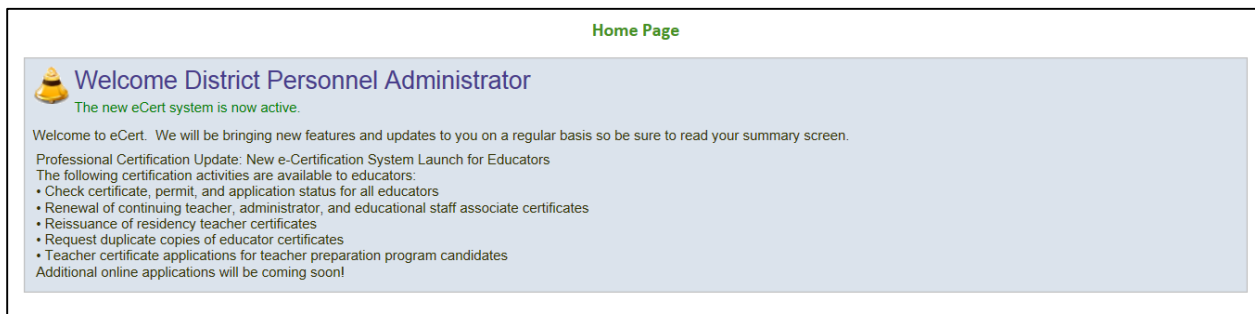 Home Page
Welcome District Personnel Administrator
The new eCert system is now active.
Welcome to eCert.  We will be bringing new features and updates to you on a regular basis so be sure to read your summary screen.
Professional Certification Update: New e-Certification System Launch for Educators
The following certification activities are available to educators:
• Check certificate, permit, and application status for all educators
• Renewal of continuing teacher, administrator, and educational staff associate certificates
• Reissuance of residency teacher certificates
• Request duplicate copies of educator certificates
• Teacher certificate applications for teacher preparation program candidates
Additional online applications will be coming soon!